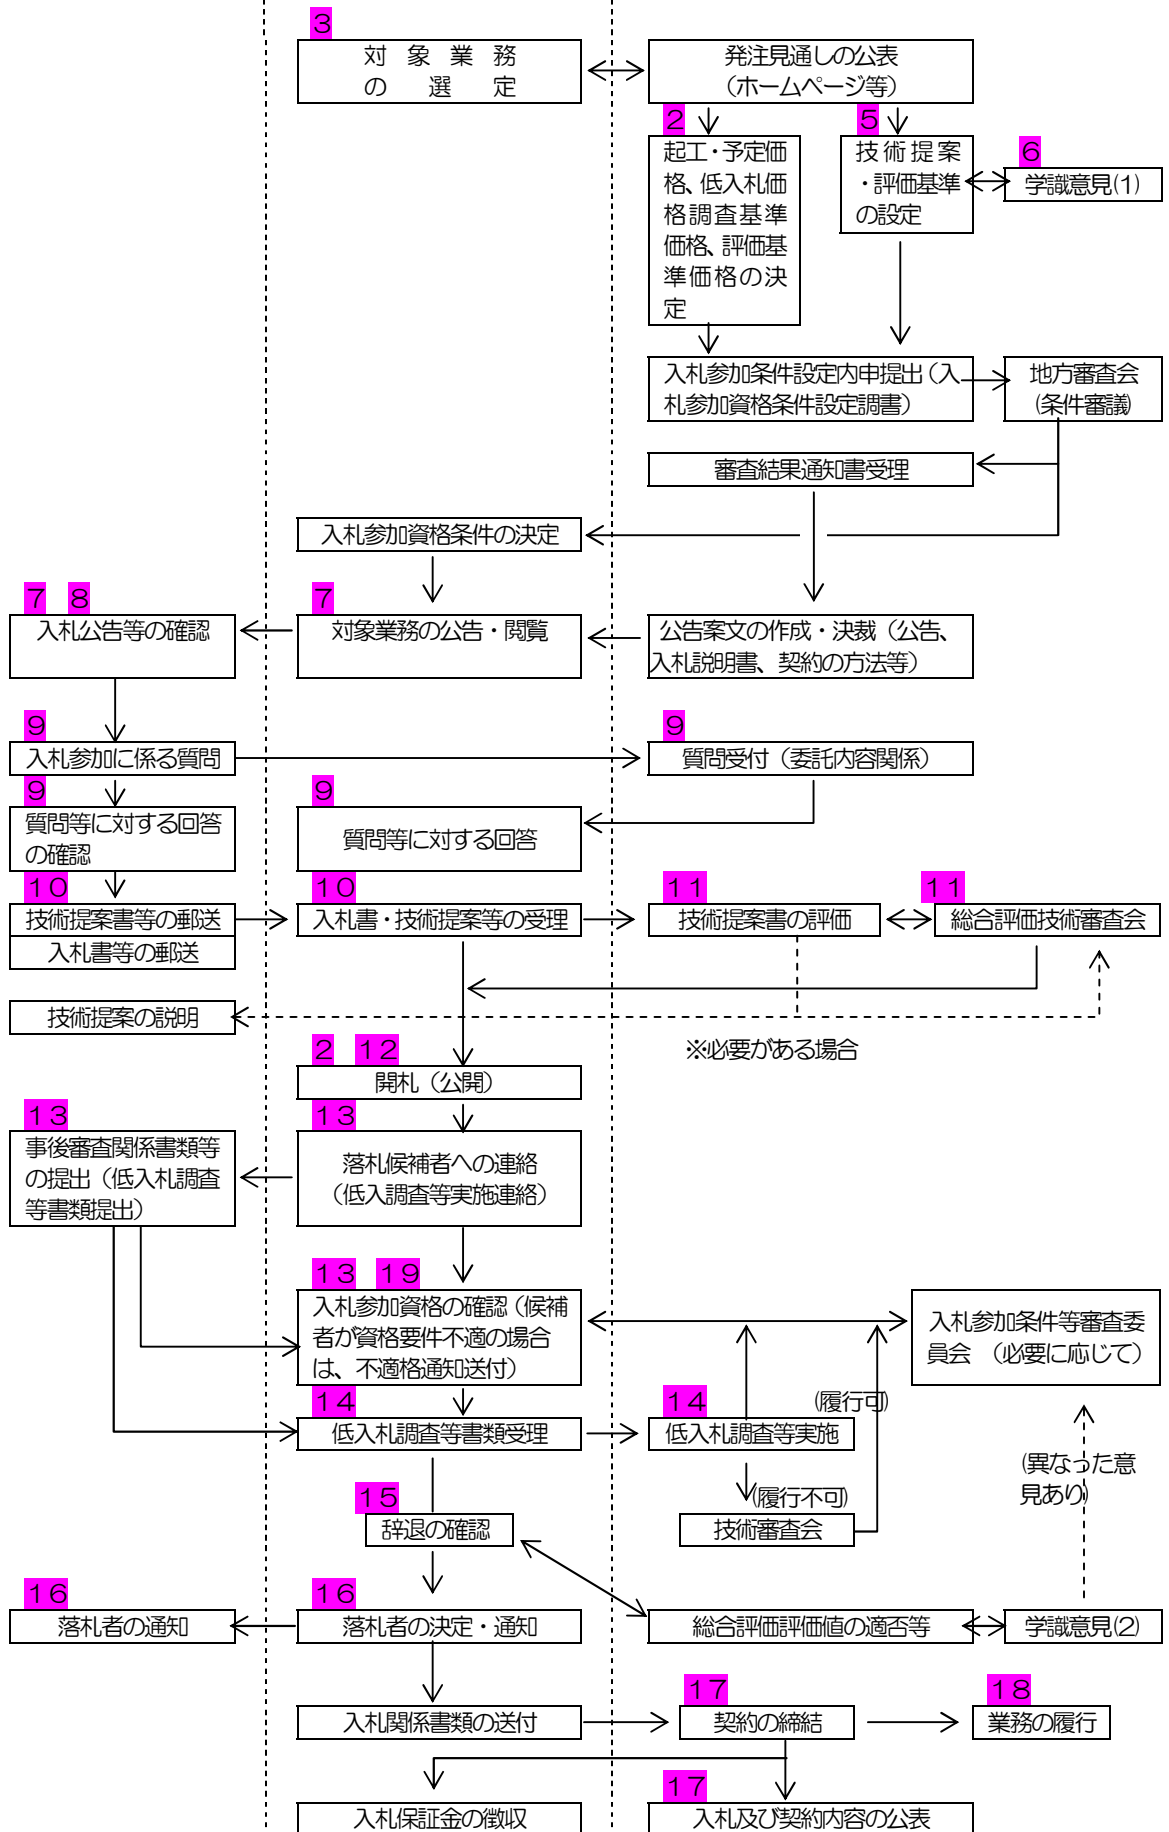 ３
対　象　業　務
の　　選　　定
発注見通しの公表
（ホームページ等）
２
５
６
起工・予定価
格、低入札価
格調査基準
価格、評価基
準価格の決
定
技術提案
・評価基準
の設定
学識意見(1)
入札参加条件設定内申提出（入
札参加資格条件設定調書）
地方審査会
(条件審議)
審査結果通知書受理
入札参加資格条件の決定
７　８
入札公告等の確認
７
対象業務の公告・閲覧
公告案文の作成・決裁（公告、
入札説明書、契約の方法等）
９
入札参加に係る質問
９
質問受付（委託内容関係）
９
質問等に対する回答
の確認
９
質問等に対する回答
１０
技術提案書等の郵送
入札書等の郵送
１０
入札書・技術提案等の受理
１１
技術提案書の評価
１１
総合評価技術審査会
技術提案の説明
※必要がある場合
２　１２
開札（公開）
１３
事後審査関係書類等
の提出（低入札調査
等書類提出）
１３
落札候補者への連絡
（低入調査等実施連絡）
１３　１９
入札参加資格の確認（候補
者が資格要件不適の場合
は、不適格通知送付）
入札参加条件等審査委
員会　（必要に応じて）
１４
低入札調査等書類受理
１４
低入札調査等実施
(履行可)
(履行不可)
技術審査会
(異なった意
見あり)
１５
辞退の確認
１６
落札者の通知
１６
落札者の決定・通知
総合評価評価値の適否等
学識意見(2)
入札関係書類の送付
１７
契約の締結
１８
業務の履行
入札保証金の徴収
１７
入札及び契約内容の公表